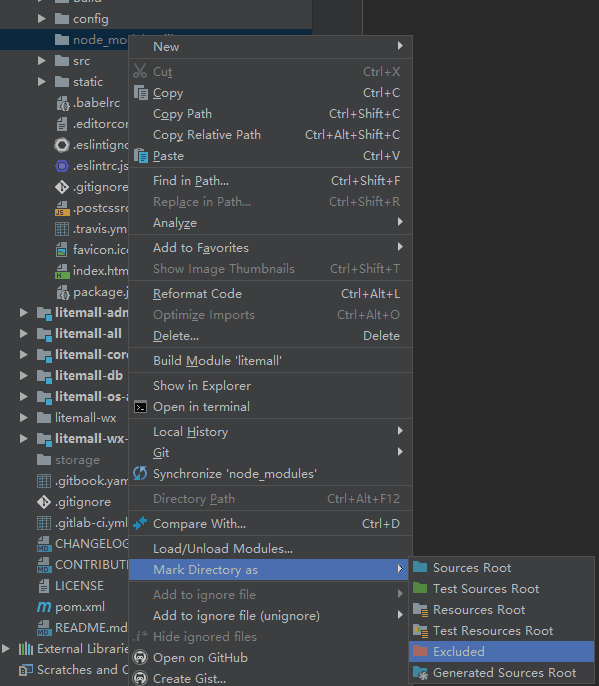 build
config
node_modules
src
static
.babelrc
.editorcon
.eslintigno
.eslintrc.js
.gitignore
.postcssrc
.travis.yml
favicon.ico
index.htm
package.j
litemall-adm
litemall-all
litemall-core
litemall-db
litemall-os-a
litemall-wx
litemall-wx-
storage
.gitbook.yam
.gitignore
.gitlab-ci.yml
CHANGELOG
CONTRIBUTI
LICENSE
pom.xml
README.md
External Librarie
Scratches and C
New
Cut Ctrl+X
Copy Ctrl+C
Copy Path Ctrl+Shift+C
Copy Relative Path Ctrl+Alt+Shift+C
Paste Ctrl+V
Find in Path... Ctrl+Shift+F
Replace in Path... Ctrl+Shift+R
Analyze
Add to Favorites
Show Image Thumbnails Ctrl+Shift+T
Reformat Code Ctrl+Alt+L
Optimize Imports Ctrl+Alt+O
Delete... Delete
Build Module 'litemall'
Show in Explorer
Open in terminal
Local History
Git
Synchronize 'node_modules'
Directory Path Ctrl+Alt+F12
Compare With... Ctrl+D
Load/Unload Modules...
Mark Directory as
Add to ignore file
Add to ignore file (unignore)
.i* Hide ignored files
Open on GitHub
Create Gist...
Sources Root
Test Sources Root
Resources Root
Test Resources Root
Excluded
Generated Sources Root